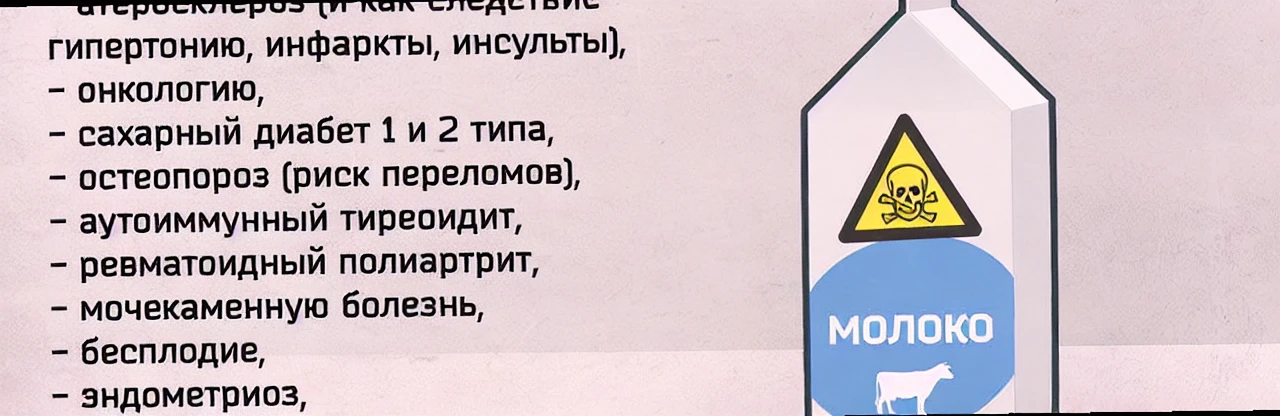 атеросклероз (и как следствие
гипертонию, инфаркты, инсульты),
– онкологию,
– сахарный диабет 1 и 2 типа,
– остеопороз (риск переломов),
– аутоиммунный тиреоидит,
– ревматоидный полиартрит,
– мочекаменную болезнь,
– бесплодие,
– эндометриоз,
МОЛОКО